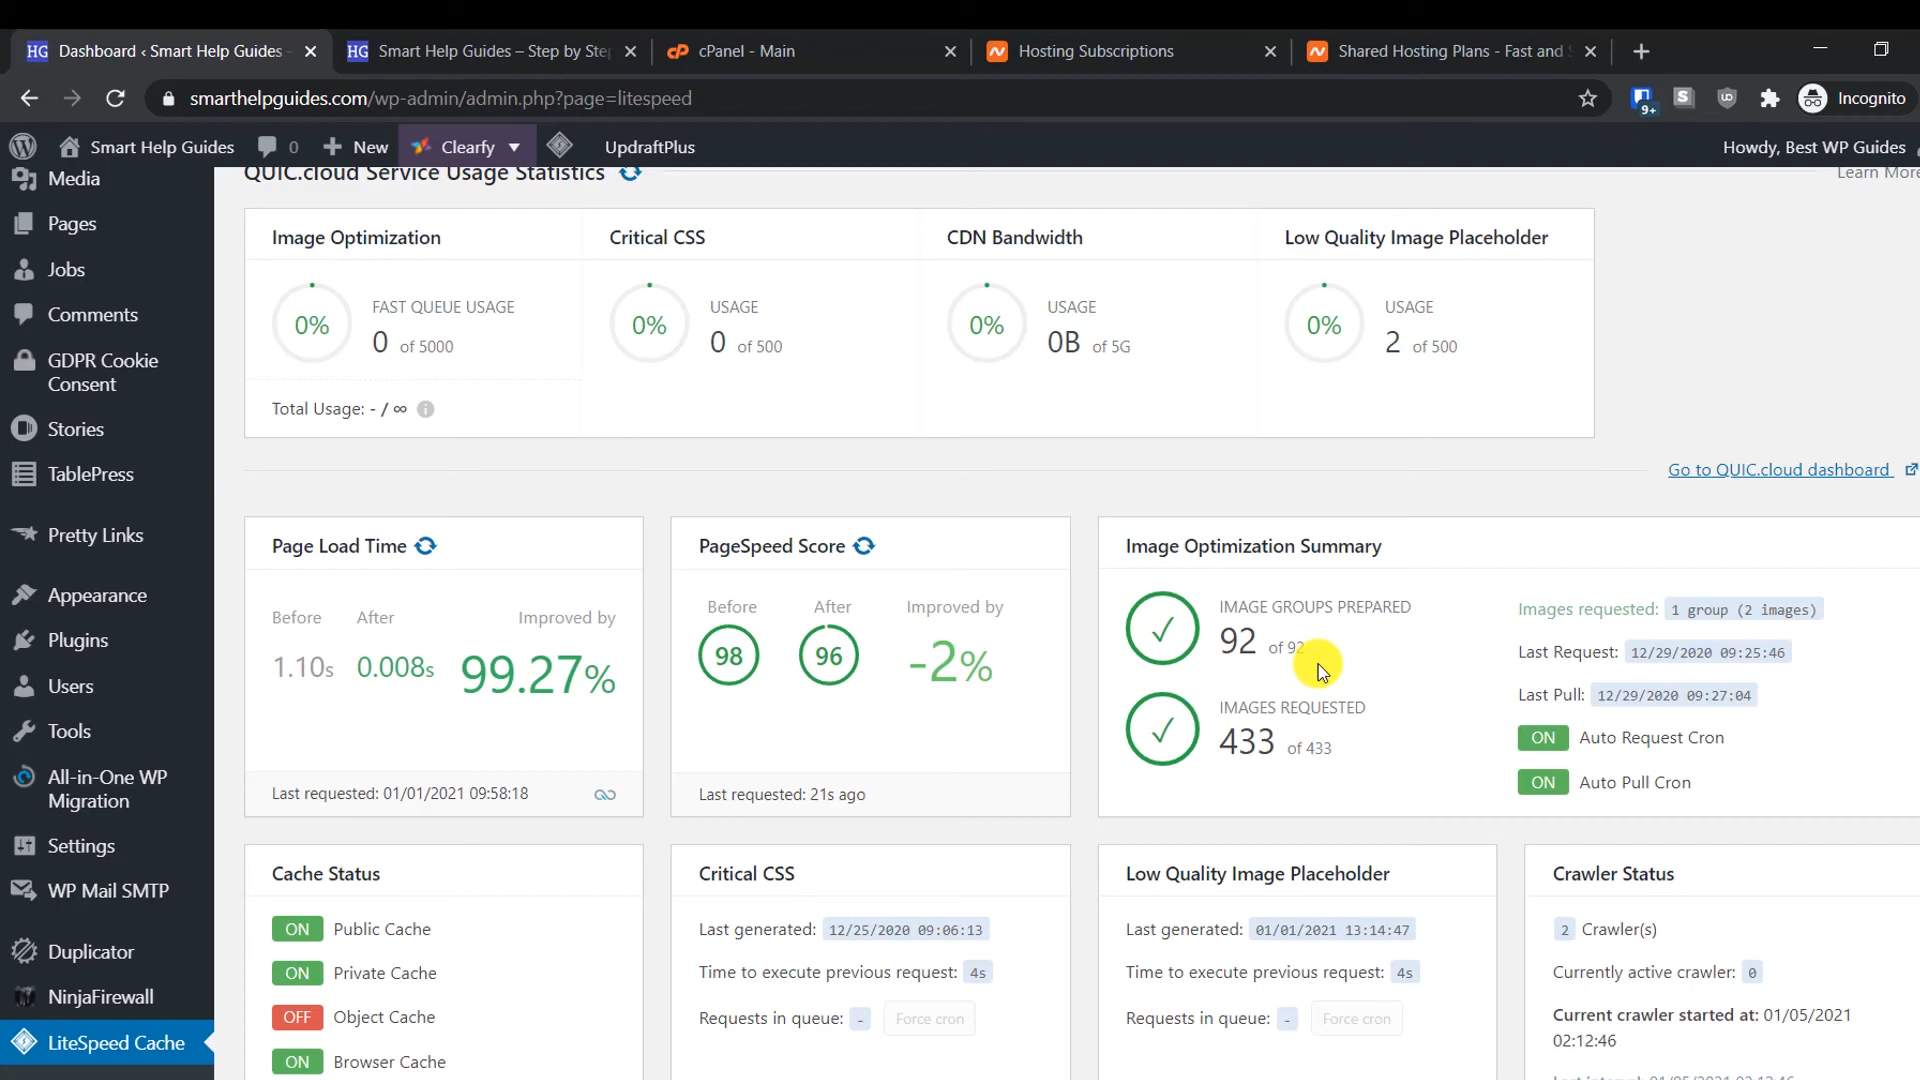 HG Dashboard ‹ Smart Help Guides -
HG Smart Help Guides – Step by Step
cP cPanel - Main
Hosting Subscriptions
Shared Hosting Plans - Fast and S
smarthelpguides.com/wp-admin/admin.php?page=litespeed
9+
S
Incognito
Smart Help Guides
0
New
Clearfy
UpdraftPlus
Howdy, Best WP Guides
Media
Pages
Jobs
Comments
GDPR Cookie
Consent
Stories
TablePress
Pretty Links
Appearance
Plugins
Users
Tools
All-in-One WP
Migration
Settings
WP Mail SMTP
Duplicator
NinjaFirewall
LiteSpeed Cache
QUIC.cloud Service Usage Statistics
Learn More
Image Optimization
0%
FAST QUEUE USAGE
0 of 5000
Total Usage: - / ∞
Critical CSS
0%
USAGE
0 of 500
CDN Bandwidth
0%
USAGE
0B of 5G
Low Quality Image Placeholder
0%
USAGE
2 of 500
Go to QUIC.cloud dashboard
Page Load Time
Before After Improved by
1.10s 0.008s 99.27%
Last requested: 01/01/2021 09:58:18
PageSpeed Score
Before After Improved by
98 96 -2%
Last requested: 21s ago
Image Optimization Summary
IMAGE GROUPS PREPARED
92 of 92
IMAGES REQUESTED
433 of 433
Images requested: 1 group (2 images)
Last Request: 12/29/2020 09:25:46
Last Pull: 12/29/2020 09:27:04
ON Auto Request Cron
ON Auto Pull Cron
Cache Status
ON Public Cache
ON Private Cache
OFF Object Cache
ON Browser Cache
Critical CSS
Last generated: 12/25/2020 09:06:13
Time to execute previous request: 4s
Requests in queue: - Force cron
Low Quality Image Placeholder
Last generated: 01/01/2021 13:14:47
Time to execute previous request: 4s
Requests in queue: - Force cron
Crawler Status
2 Crawler(s)
Currently active crawler: 0
Current crawler started at: 01/05/2021
02:12:46